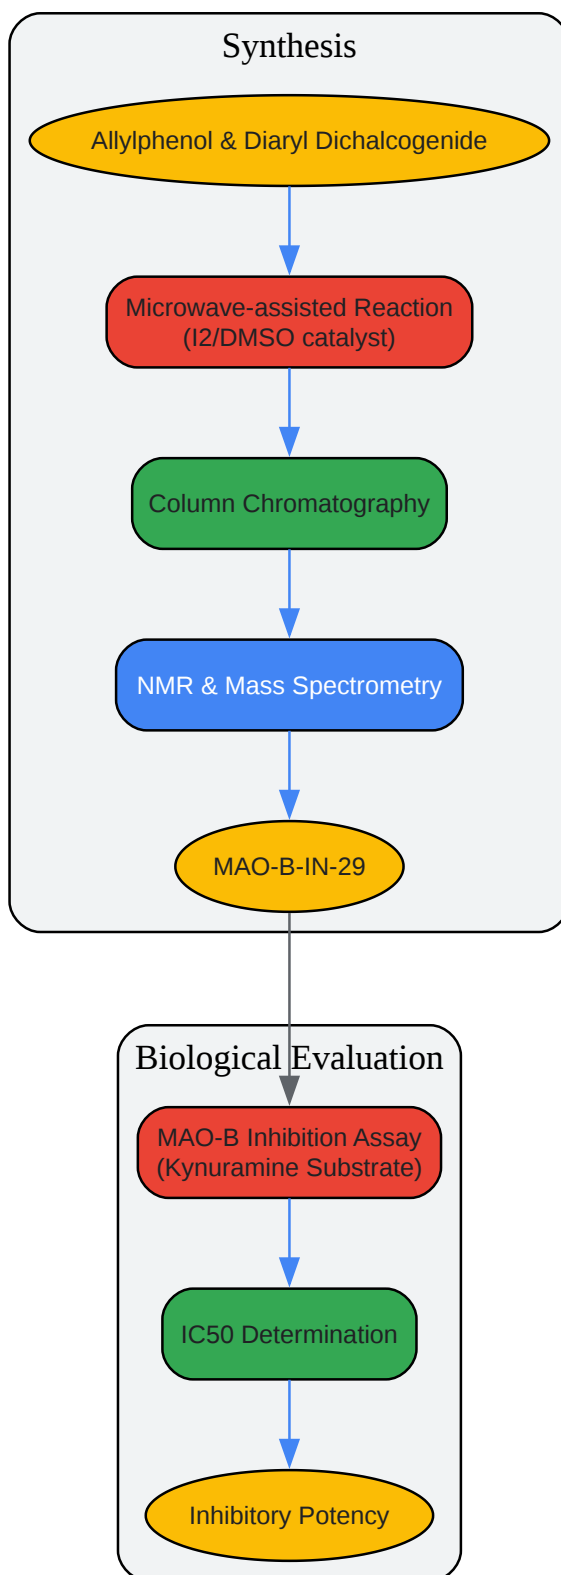 Synthesis
Allylphenol & Diaryl Dichalcogenide
Microwave-assisted Reaction
(I2/DMSO catalyst)
Column Chromatography
NMR & Mass Spectrometry
MAO-B-IN-29
Biological Evaluation
MAO-B Inhibition Assay
(Kynuramine Substrate)
IC50 Determination
Inhibitory Potency